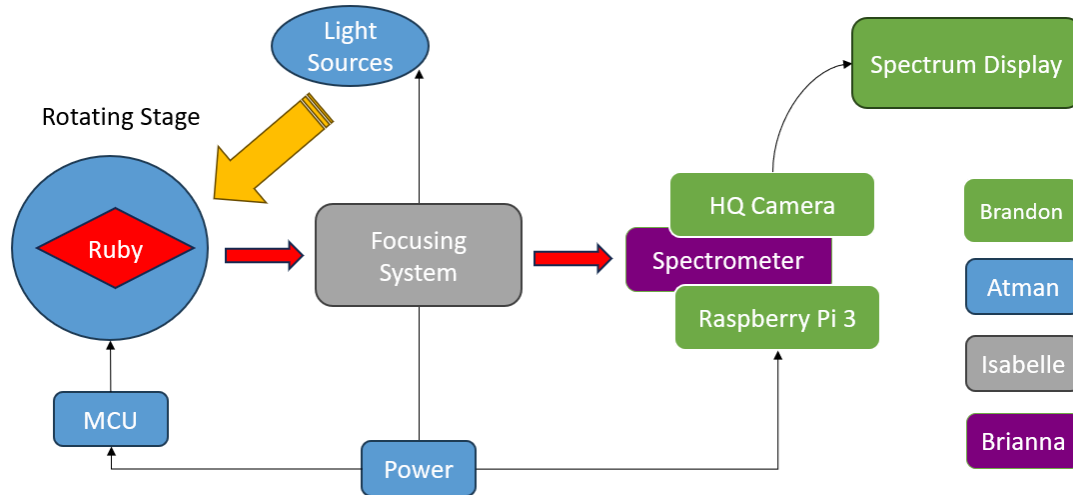 Light
Sources
Spectrum Display
Rotating Stage
HQ Camera
Brandon
Ruby
Focusing
System
Spectrometer
Atman
Raspberry Pi 3
Isabelle
MCU
Brianna
Power